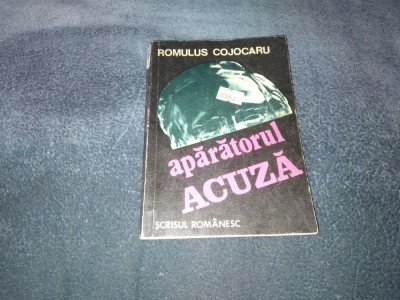 ROMULUS COJOCARU
apărătorul
ACUZĂ
SCRISUL ROMÂNESC